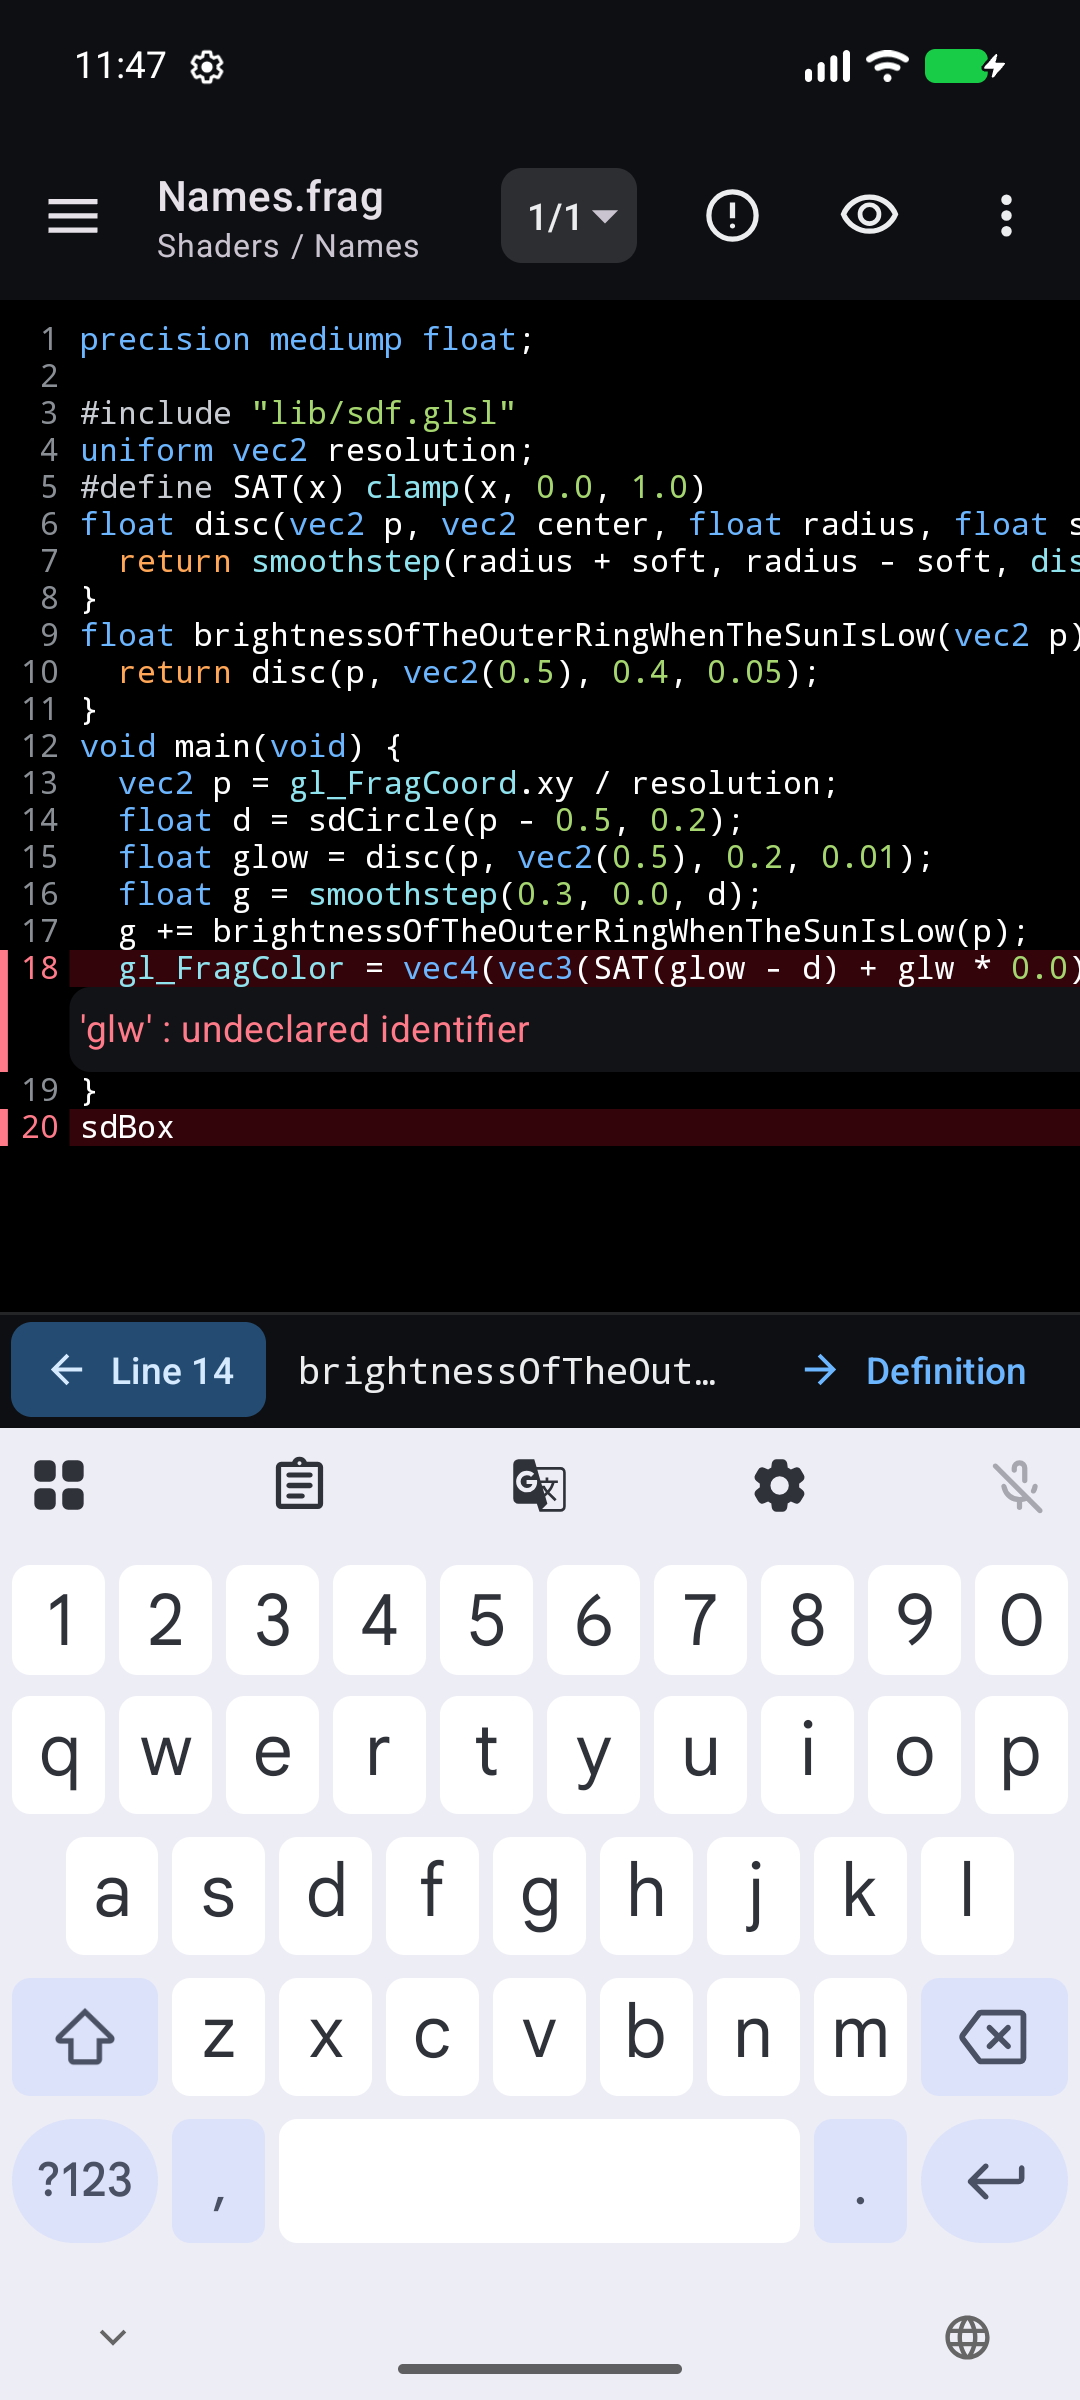 11:47
Names.frag
Shaders / Names
1/1
1 precision mediump float;
2
3 #include "lib/sdf.glsl"
4 uniform vec2 resolution;
5 #define SAT(x) clamp(x, 0.0, 1.0)
6 float disc(vec2 p, vec2 center, float radius, float s
7   return smoothstep(radius + soft, radius - soft, dis
8 }
9 float brightnessOfTheOuterRingWhenTheSunIsLow(vec2 p)
10   return disc(p, vec2(0.5), 0.4, 0.05);
11 }
12 void main(void) {
13   vec2 p = gl_FragCoord.xy / resolution;
14   float d = sdCircle(p - 0.5, 0.2);
15   float glow = disc(p, vec2(0.5), 0.2, 0.01);
16   float g = smoothstep(0.3, 0.0, d);
17   g += brightnessOfTheOuterRingWhenTheSunIsLow(p);
18   gl_FragColor = vec4(vec3(SAT(glow - d) + glw * 0.0)
'glw' : undeclared identifier
19 }
20 sdBox
← Line 14 brightnessOfTheOut… → Definition
1 2 3 4 5 6 7 8 9 0
q w e r t y u i o p
a s d f g h j k l
z x c v b n m
?123 , .